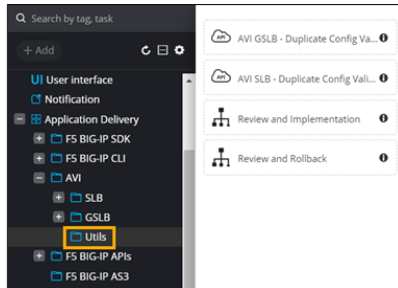 Search by tag, task
+ Add
UI User interface
Notification
Application Delivery
F5 BIG-IP SDK
F5 BIG-IP CLI
AVI
SLB
GSLB
Utils
F5 BIG-IP APIs
F5 BIG-IP AS3
API AVI GSLB - Duplicate Config Va...
API AVI SLB - Duplicate Config Vali...
Review and Implementation
Review and Rollback